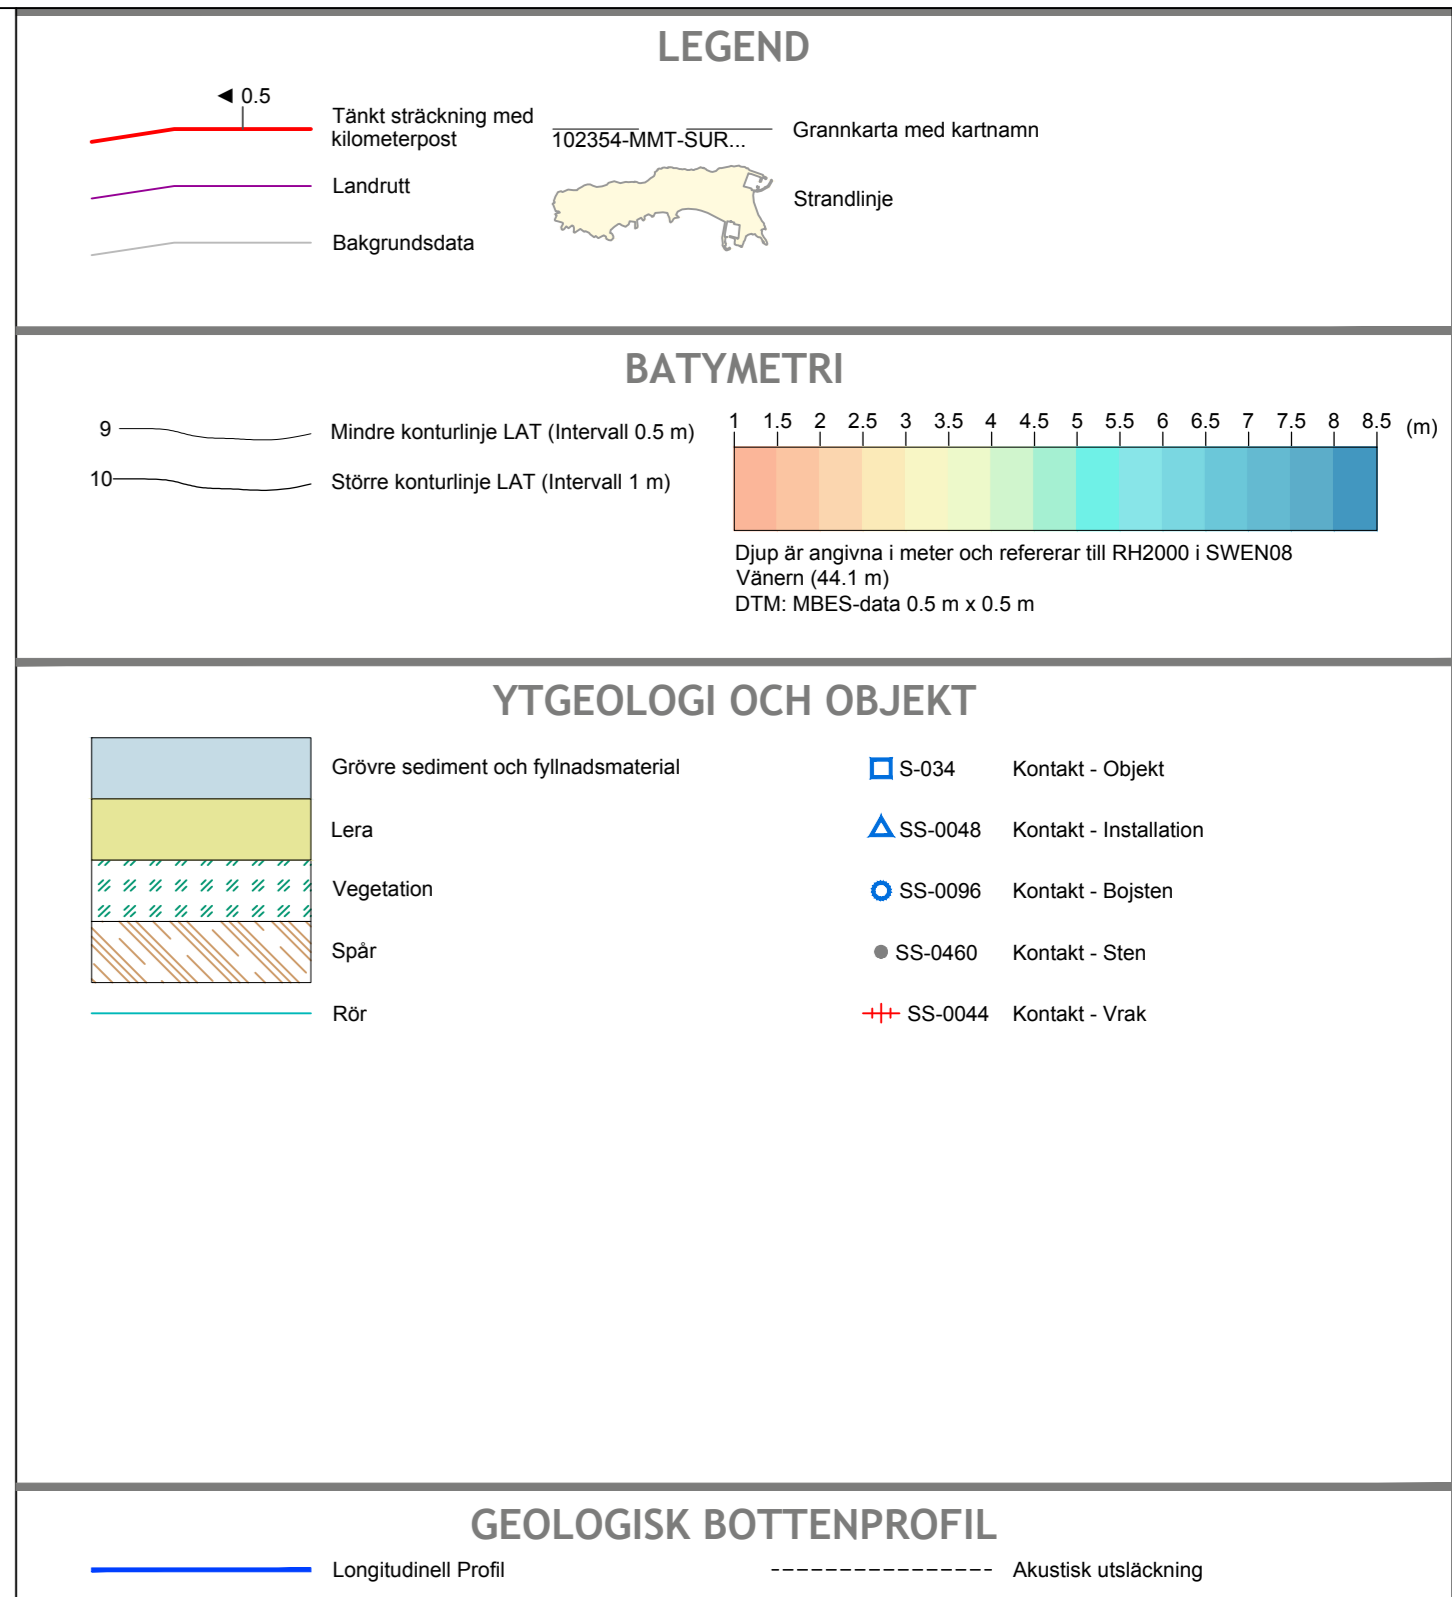 LEGEND
◄ 0.5
Tänkt sträckning med
kilometerpost
102354-MMT-SUR...
Grannkarta med kartnamn
Landrutt
Strandlinje
Bakgrundsdata
BATYMETRI
9
Mindre konturlinje LAT (Intervall 0.5 m)
10
Större konturlinje LAT (Intervall 1 m)
1 1.5 2 2.5 3 3.5 4 4.5 5 5.5 6 6.5 7 7.5 8 8.5 (m)
Djup är angivna i meter och refererar till RH2000 i SWEN08
Vänern (44.1 m)
DTM: MBES-data 0.5 m x 0.5 m
YTGEOLOGI OCH OBJEKT
Grövre sediment och fyllnadsmaterial
Lera
Vegetation
Spår
Rör
S-034 Kontakt - Objekt
SS-0048 Kontakt - Installation
SS-0096 Kontakt - Bojsten
SS-0460 Kontakt - Sten
SS-0044 Kontakt - Vrak
GEOLOGISK BOTTENPROFIL
Longitudinell Profil
Akustisk utsläckning